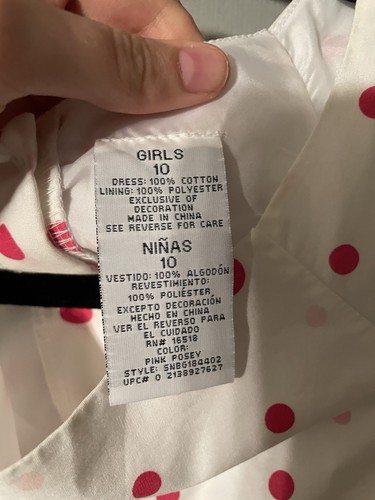 GIRLS
10
DRESS: 100% COTTON
LINING: 100% POLYESTER
EXCLUSIVE OF
DECORATION
MADE IN CHINA
SEE REVERSE FOR CARE
NIÑAS
10
VESTIDO: 100% ALGODÓN
REVESTIMIENTO:
100% POLIÉSTER,
EXCEPTO DECORACIÓN
HECHO EN CHINA
VER EL REVERSO PARA
EL CUIDADO
RN# 16518
COLOR:
PINK POSEY
STYLE: SNBG184402
UPC# 0 2138927627